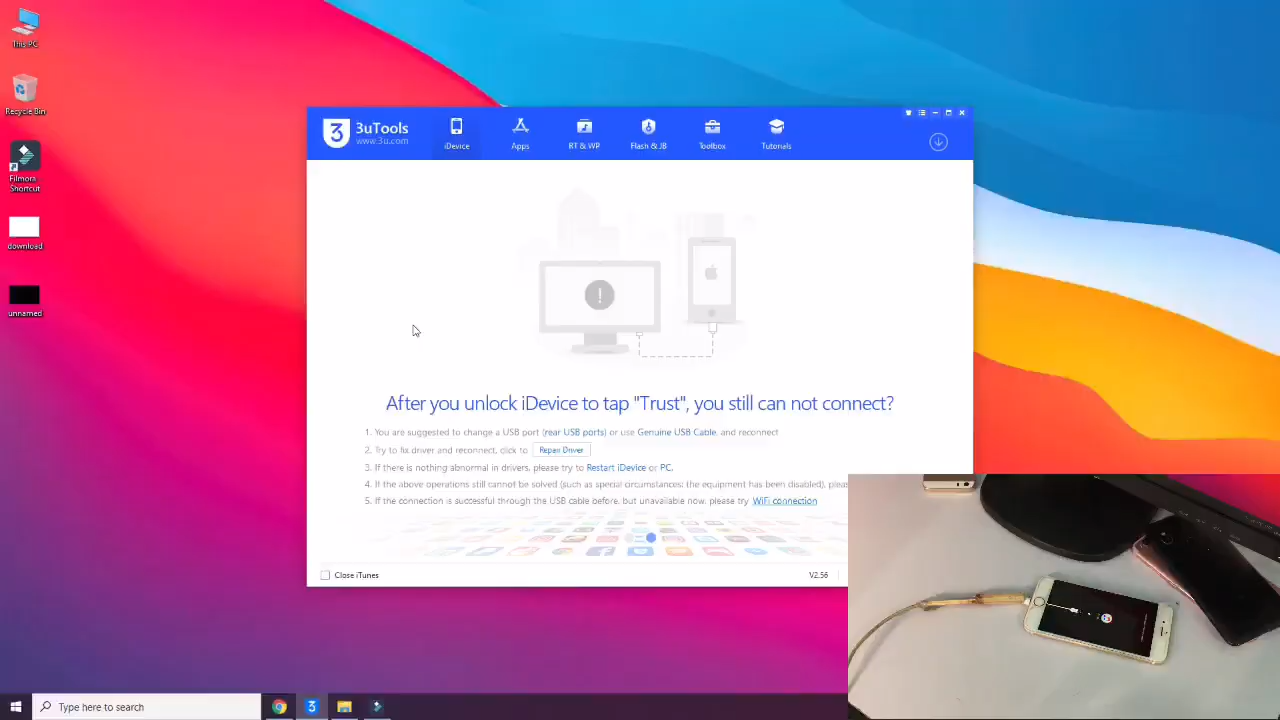 This PC
Recycle Bin
Filmora
Shortcut
download
unnamed
3 3uTools
www.3u.com
iDevice
Apps
RT & WP
Flash & JB
Toolbox
Tutorials
After you unlock iDevice to tap "Trust", you still can not connect?
1. You are suggested to change a USB port (rear USB ports) or use Genuine USB Cable, and reconnect
2. Try to fix driver and reconnect, click to Repair Driver
3. If there is nothing abnormal in drivers, please try to Restart iDevice or PC.
4. If the above operations still cannot be solved (such as special circumstances: the equipment has been disabled), pleas
5. If the connection is successful through the USB cable before, but unavailable now, please try WiFi connection
Close iTunes
V2.56
Type here to search
3